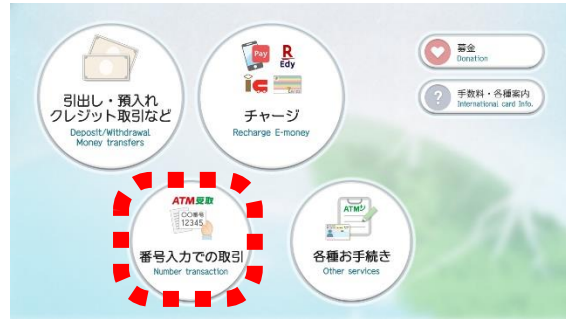 Pay
R
Edy
ic
引出し・預入れ
クレジット取引など
Deposit/Withdrawal
Money transfers
チャージ
Recharge E-money
募金
Donation
手数料・各種案内
International card Info.
ATM受取
〇〇番号
12345
番号入力での取引
Number transaction
ATM
各種お手続き
Other services